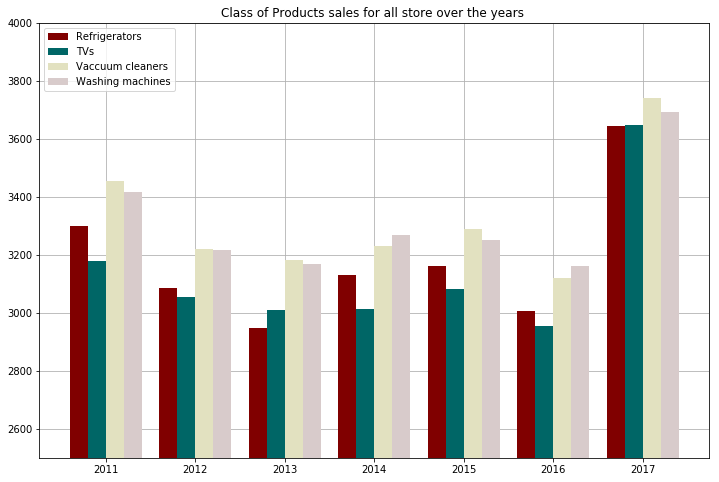 Class of Products sales for all store over the years
4000
3800
3600
3400
3200
3000
2800
2600
Refrigerators
TVs
Vaccuum cleaners
Washing machines
2011 2012 2013 2014 2015 2016 2017